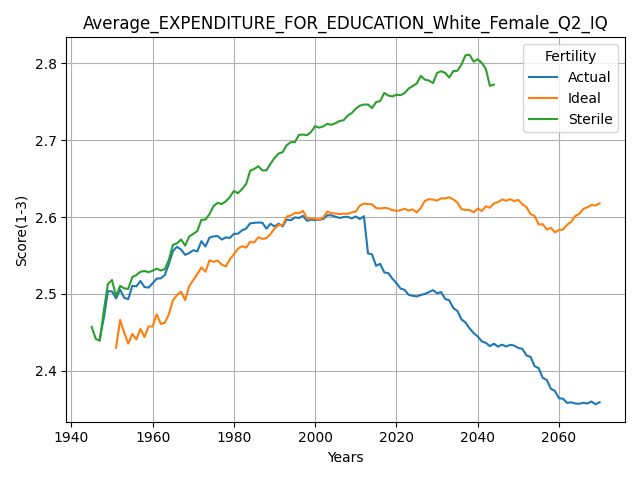 Average_EXPENDITURE_FOR_EDUCATION_White_Female_Q2_IQ
Score(1-3)
2.8
2.7
2.6
2.5
2.4
Fertility
Actual
Ideal
Sterile
1940 1960 1980 2000 2020 2040 2060
Years